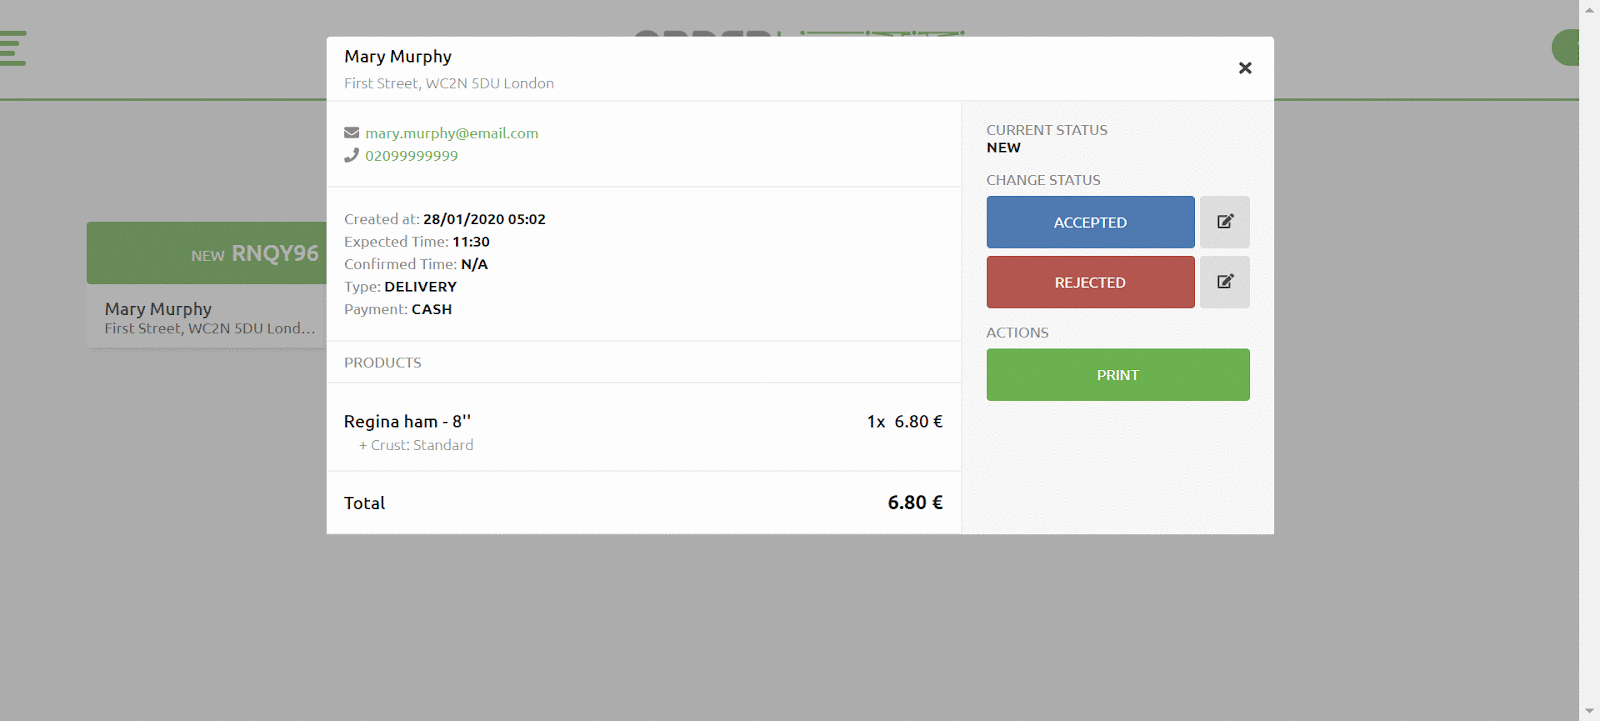 Mary Murphy
First Street, WC2N 5DU London
mary.murphy@email.com
02099999999
Created at: 28/01/2020 05:02
Expected Time: 11:30
Confirmed Time: N/A
Type: DELIVERY
Payment: CASH
PRODUCTS
Regina ham - 8'' 1x 6.80 €
+ Crust: Standard
Total 6.80 €
CURRENT STATUS
NEW
CHANGE STATUS
ACCEPTED
REJECTED
ACTIONS
PRINT
NEW RNQY96
Mary Murphy
First Street, WC2N 5DU Lond...